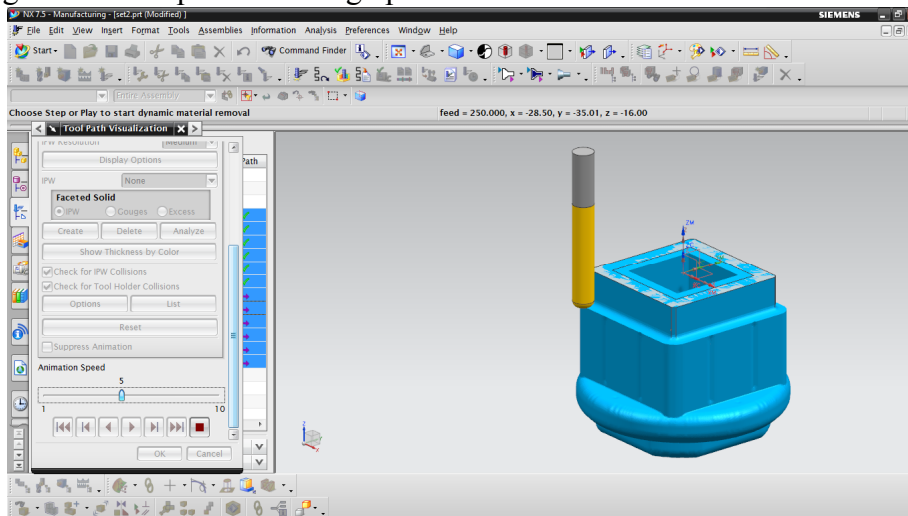 NX 7.5 - Manufacturing - [set2.prt (Modified) ]
SIEMENS
File Edit View Insert Format Tools Assemblies Information Analysis Preferences Window Help
Start
Command Finder
Entire Assembly
Choose Step or Play to start dynamic material removal
feed = 250.000, x = -28.50, y = -35.01, z = -16.00
Tool Path Visualization
IPW Resolution Medium
Display Options
Path
IPW None
Faceted Solid
IPW Gouges Excess
Create Delete Analyze
Show Thickness by Color
Check for IPW Collisions
Check for Tool Holder Collisions
Options List
Reset
Suppress Animation
Animation Speed
5
1 10
OK Cancel
ZM